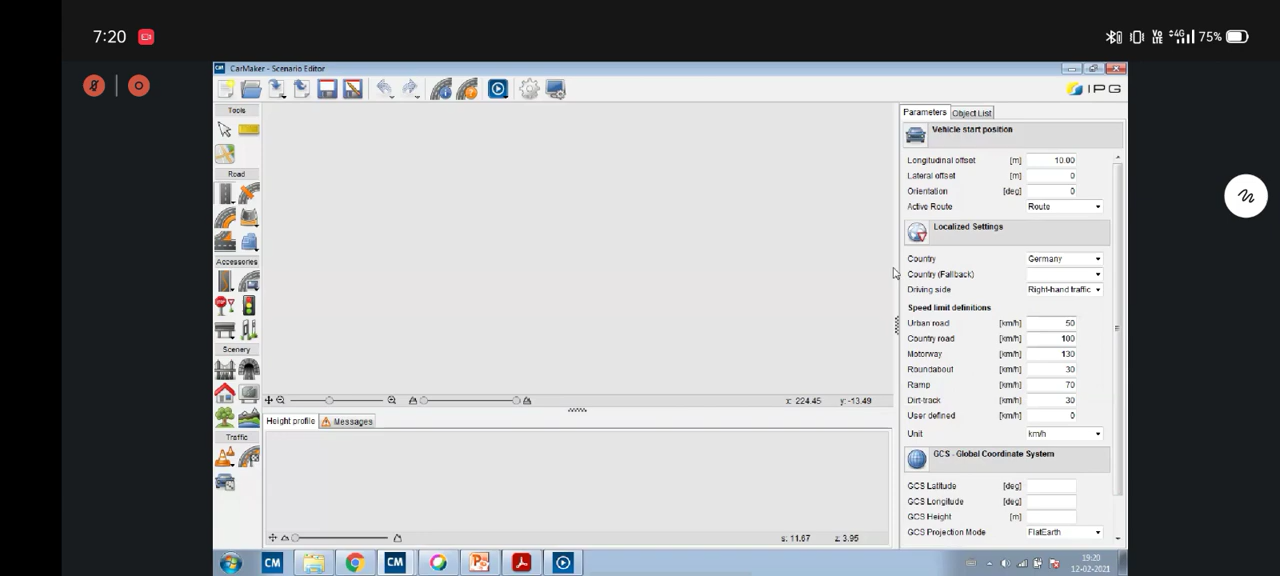 7:20
VoLTE 4G 75%
CarMaker - Scenario Editor
IPG
Tools
Road
Accessories
STOP
Scenery
Traffic
Parameters Object List
Vehicle start position
Longitudinal offset [m] 10.00
Lateral offset [m] 0
Orientation [deg] 0
Active Route Route
Localized Settings
Country Germany
Country (Fallback)
Driving side Right-hand traffic
Speed limit definitions
Urban road [km/h] 50
Country road [km/h] 100
Motorway [km/h] 130
Roundabout [km/h] 30
Ramp [km/h] 70
Dirt-track [km/h] 30
User defined [km/h] 0
Unit km/h
GCS - Global Coordinate System
GCS Latitude [deg]
GCS Longitude [deg]
GCS Height [m]
GCS Projection Mode FlatEarth
x: 224.45 y: -13.49
Height profile Messages
s: 11.67 z: 3.95
CM CM
19:20
12-02-2021